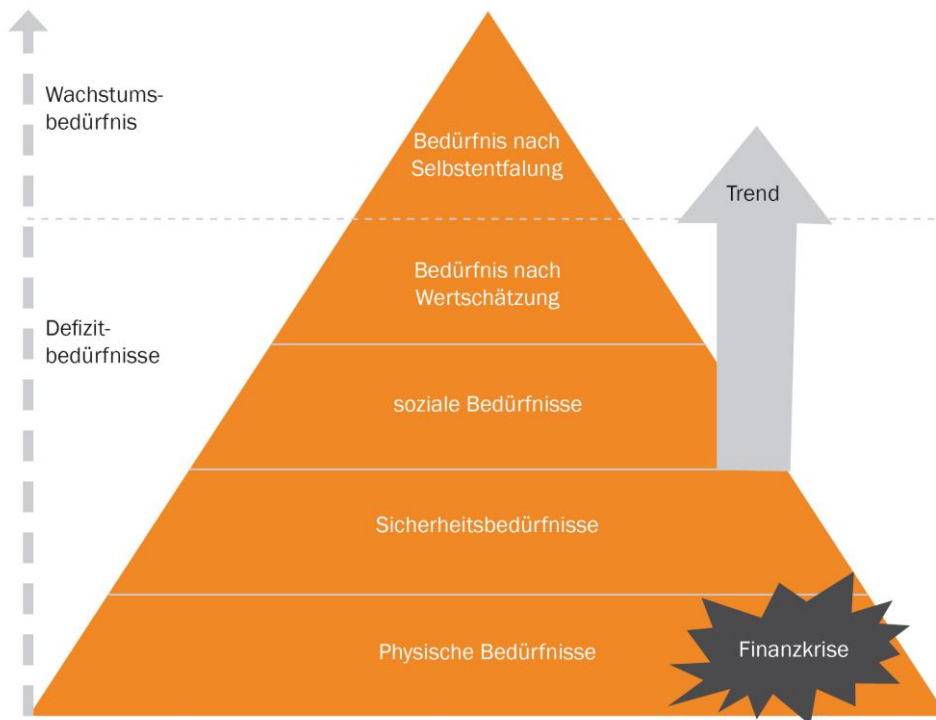 Wachstums-
bedürfnis
Bedürfnis nach
Selbstentfalung
Trend
Bedürfnis nach
Wertschätzung
Defizit-
bedürfnisse
soziale Bedürfnisse
Sicherheitsbedürfnisse
Physische Bedürfnisse
Finanzkrise